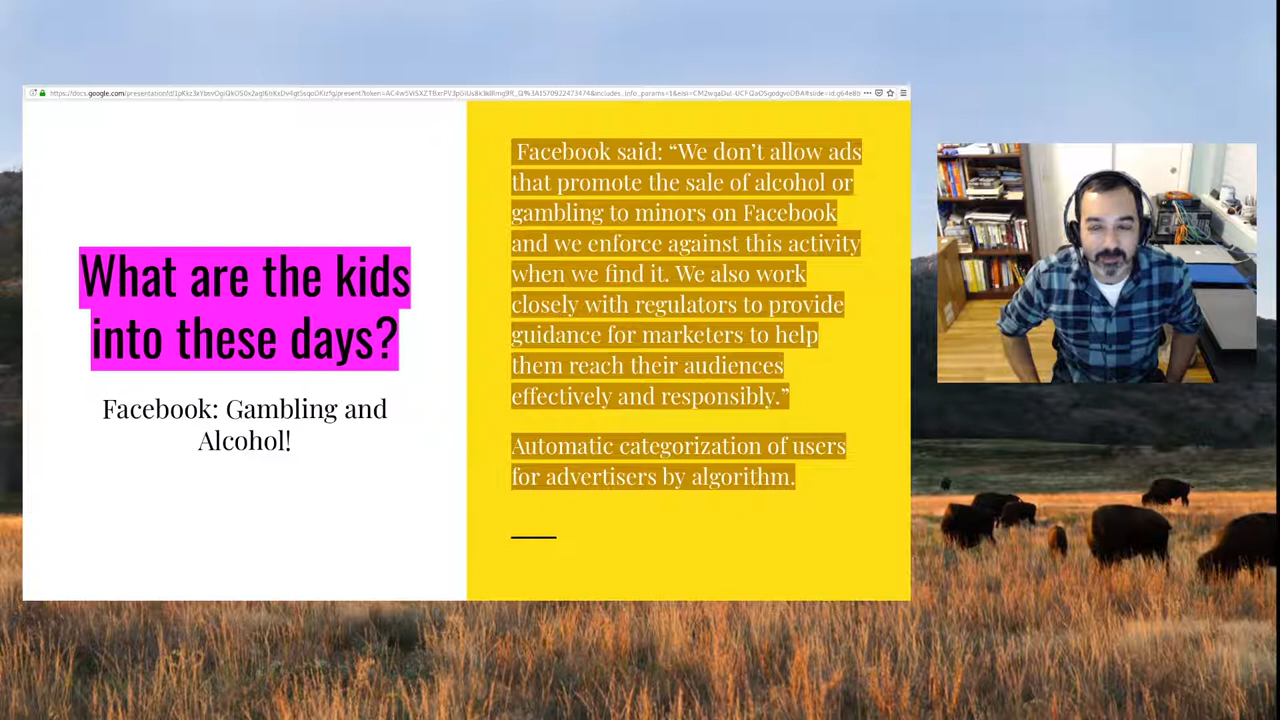 What are the kids
into these days?
Facebook: Gambling and
Alcohol!
Facebook said: “We don’t allow ads
that promote the sale of alcohol or
gambling to minors on Facebook
and we enforce against this activity
when we find it. We also work
closely with regulators to provide
guidance for marketers to help
them reach their audiences
effectively and responsibly.”
Automatic categorization of users
for advertisers by algorithm.